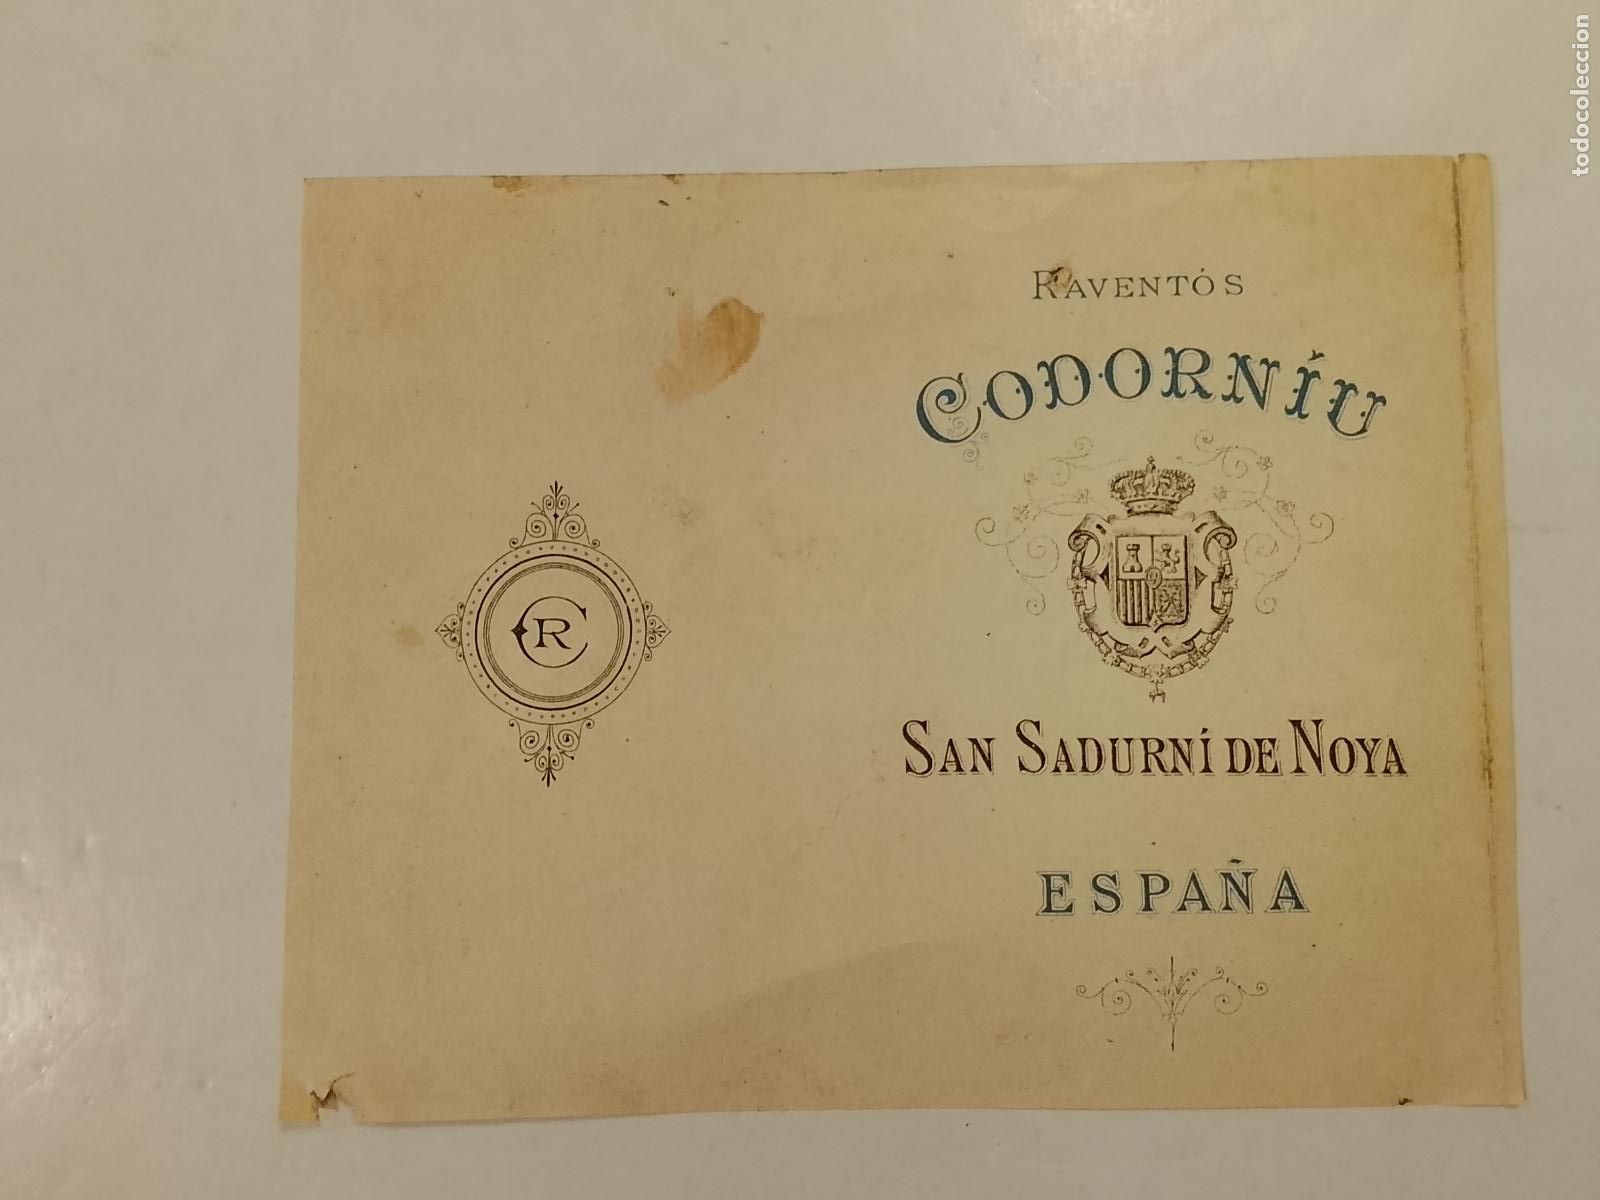 RAVENTÓS
CODORNÍU
CR
SAN SADURNÍ DE NOYA
ESPAÑA
todocoleccion